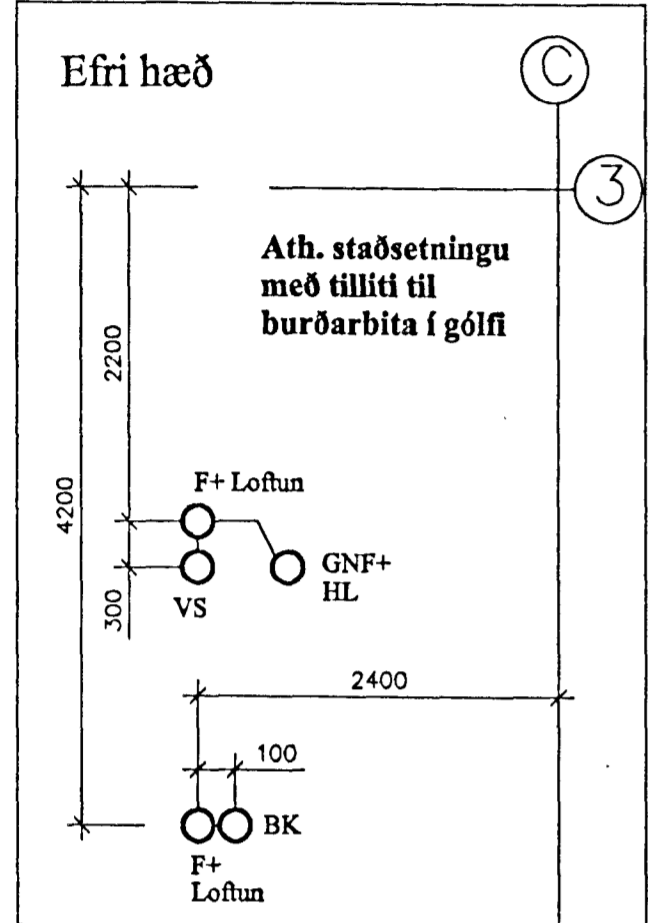 Efri hæð
C
3
Ath. staðsetningu
með tilliti til
burðarbita í gólfi
2200
4200
F+ Loftun
GNF+
HL
VS
300
2400
100
BK
F+
Loftun